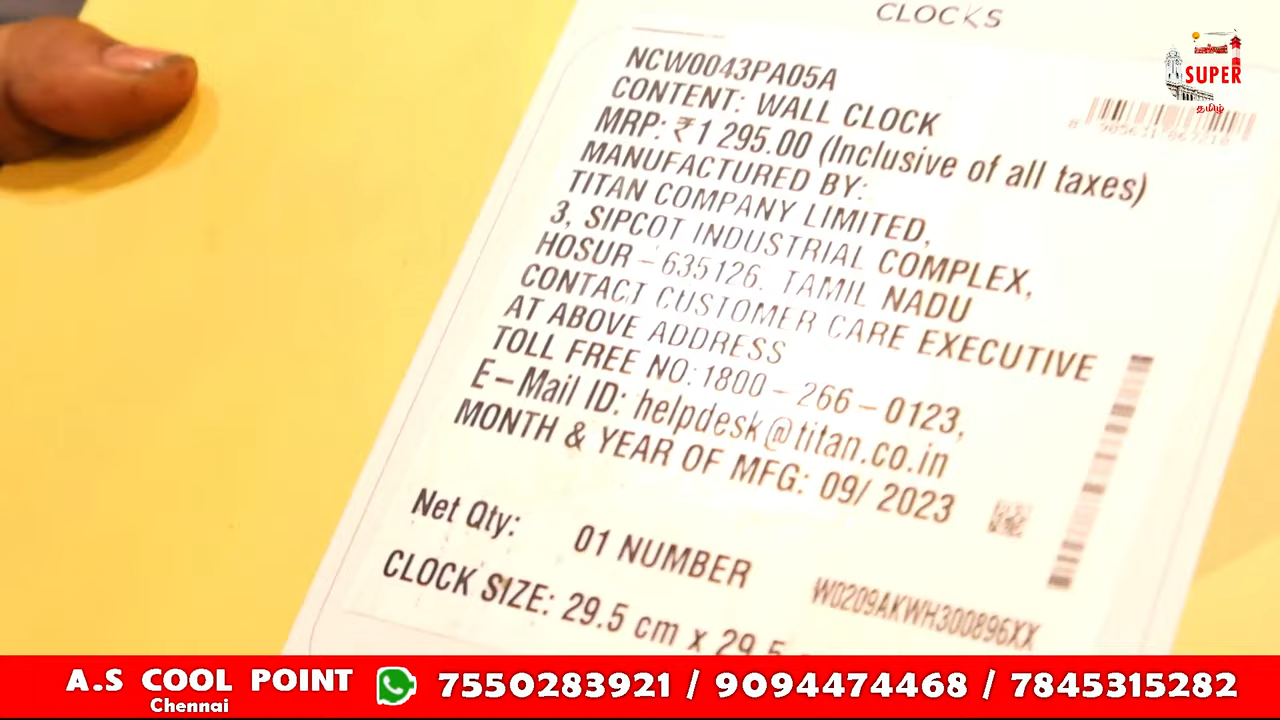 CLOCKS
NCW0043PA05A
CONTENT: WALL CLOCK
MRP: ₹1 295.00 (Inclusive of all taxes)
MANUFACTURED BY:
TITAN COMPANY LIMITED,
3, SIPCOT INDUSTRIAL COMPLEX,
HOSUR – 635126. TAMIL NADU
CONTACT CUSTOMER CARE EXECUTIVE
AT ABOVE ADDRESS
TOLL FREE NO:1800 – 266 – 0123,
E–Mail ID: helpdesk@titan.co.in
MONTH & YEAR OF MFG: 09/ 2023
Net Qty: 01 NUMBER
W0209AKWH300896XX
CLOCK SIZE: 29.5 cm x 29.5
SUPER
தமிழ்
A.S COOL POINT 7550283921 / 9094474468 / 7845315282
Chennai